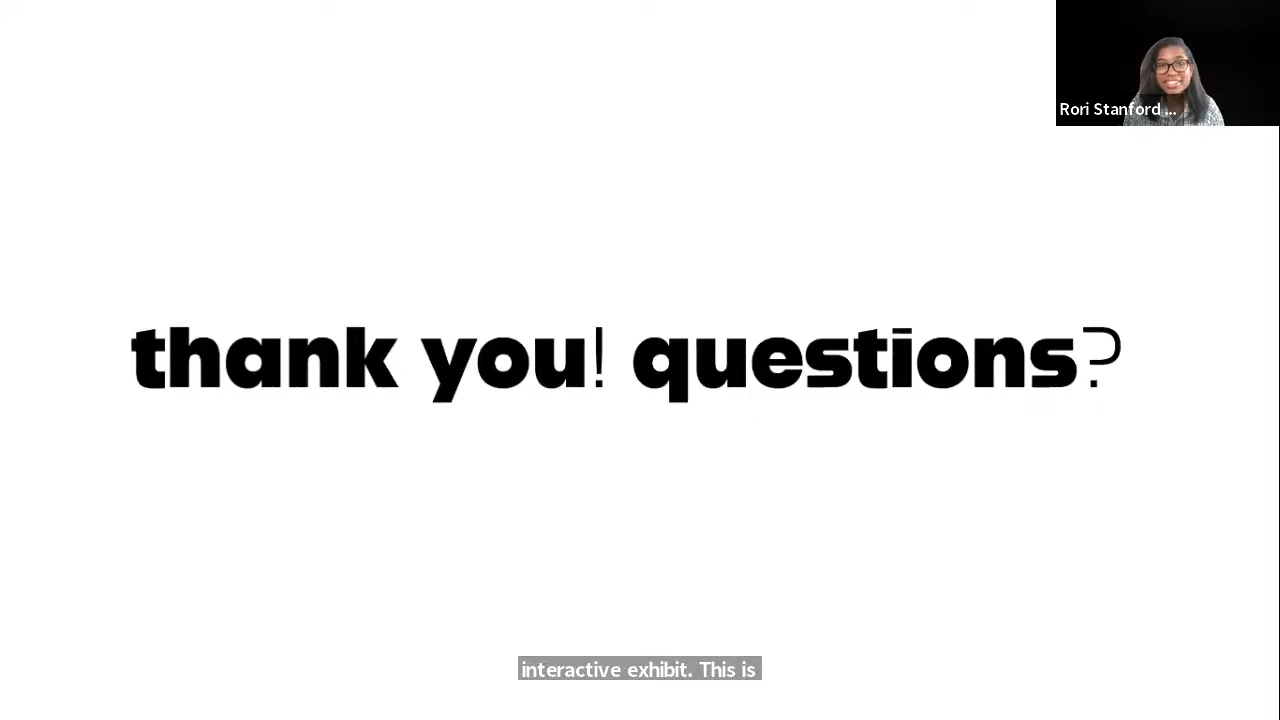 Rori Stanford ...
thank you! questions?
interactive exhibit. This is